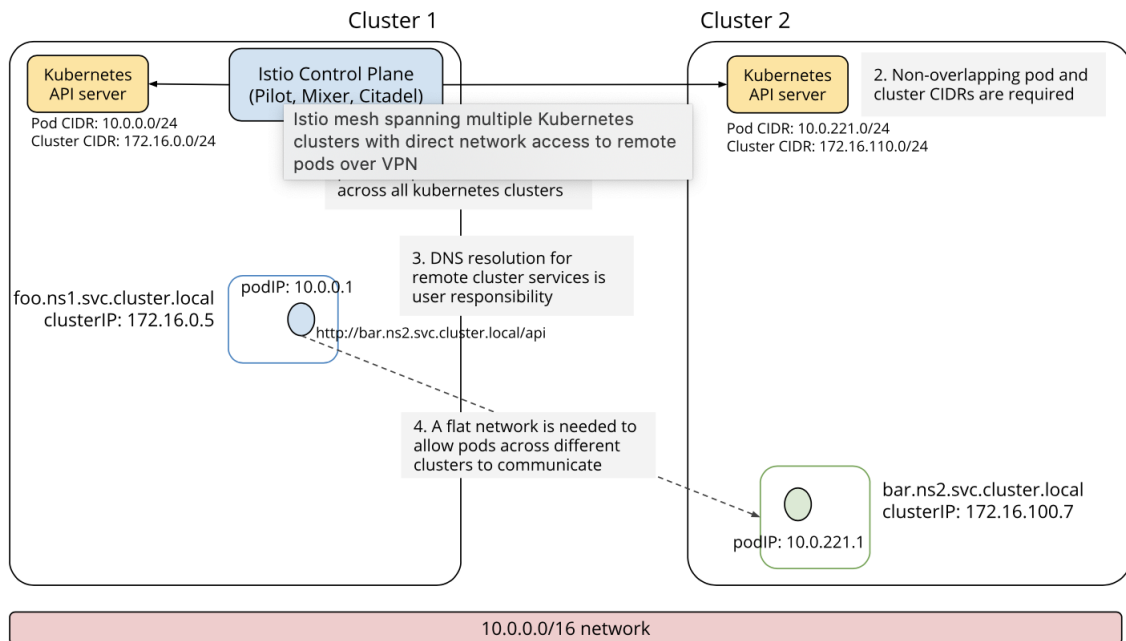 Cluster 1
Cluster 2
Kubernetes
API server
Istio Control Plane
(Pilot, Mixer, Citadel)
Kubernetes
API server
2. Non-overlapping pod and
cluster CIDRs are required
Pod CIDR: 10.0.0.0/24
Cluster CIDR: 172.16.0.0/24
Istio mesh spanning multiple Kubernetes
clusters with direct network access to remote
pods over VPN
Pod CIDR: 10.0.221.0/24
Cluster CIDR: 172.16.110.0/24
across all kubernetes clusters
3. DNS resolution for
remote cluster services is
user responsibility
podIP: 10.0.0.1
foo.ns1.svc.cluster.local
clusterIP: 172.16.0.5
http://bar.ns2.svc.cluster.local/api
4. A flat network is needed to
allow pods across different
clusters to communicate
bar.ns2.svc.cluster.local
clusterIP: 172.16.100.7
podIP: 10.0.221.1
10.0.0.0/16 network